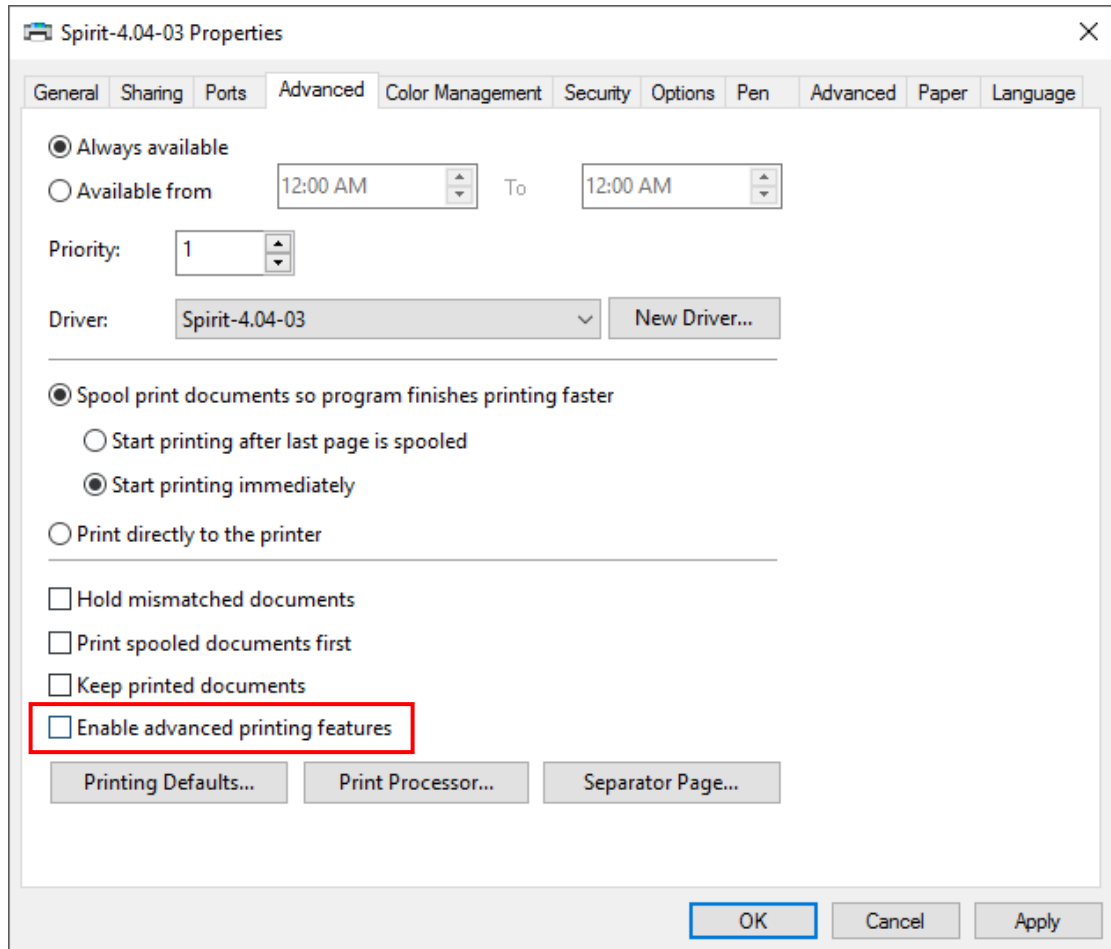 Spirit-4.04-03 Properties
General Sharing Ports Advanced Color Management Security Options Pen Advanced Paper Language
Always available
Available from 12:00 AM To 12:00 AM
Priority: 1
Driver: Spirit-4.04-03 New Driver...
Spool print documents so program finishes printing faster
Start printing after last page is spooled
Start printing immediately
Print directly to the printer
Hold mismatched documents
Print spooled documents first
Keep printed documents
Enable advanced printing features
Printing Defaults... Print Processor... Separator Page...
OK Cancel Apply